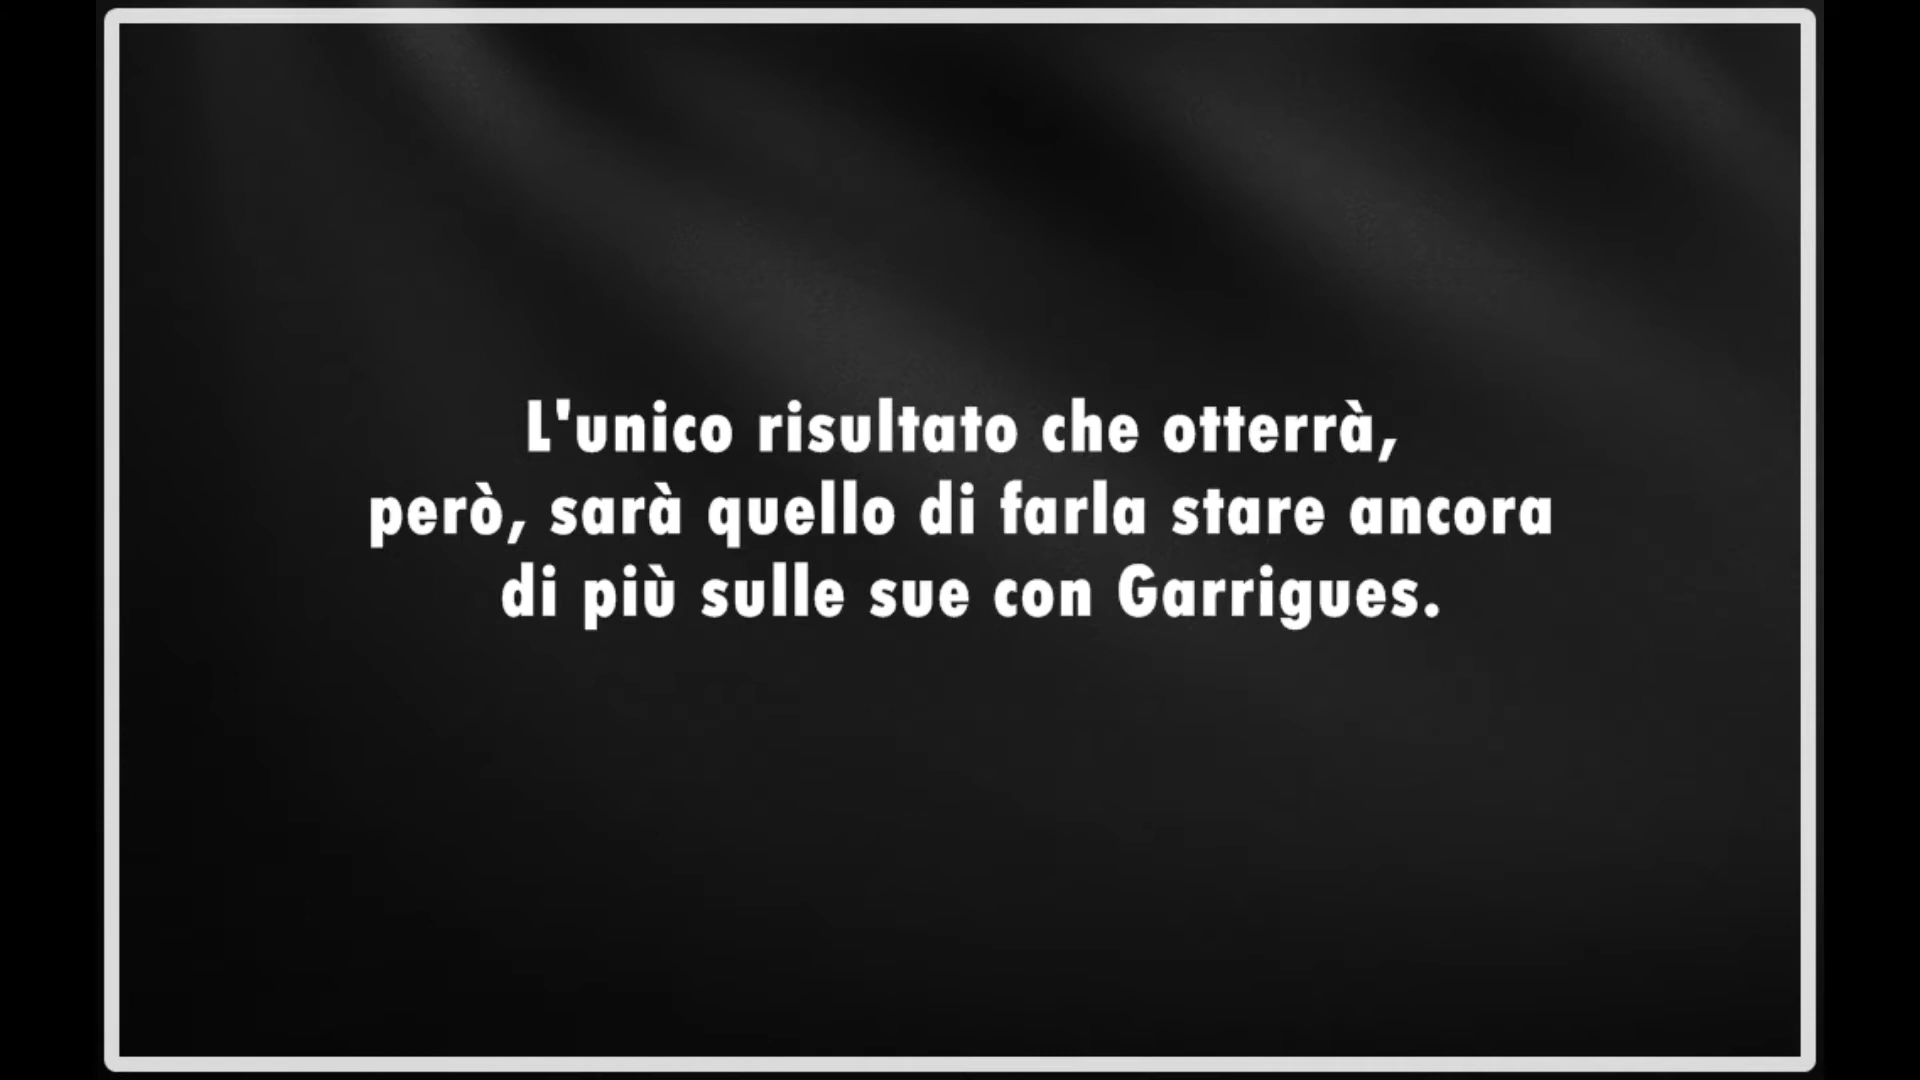 L'unico risultato che otterrà,
però, sarà quello di farla stare ancora
di più sulle sue con Garrigues.